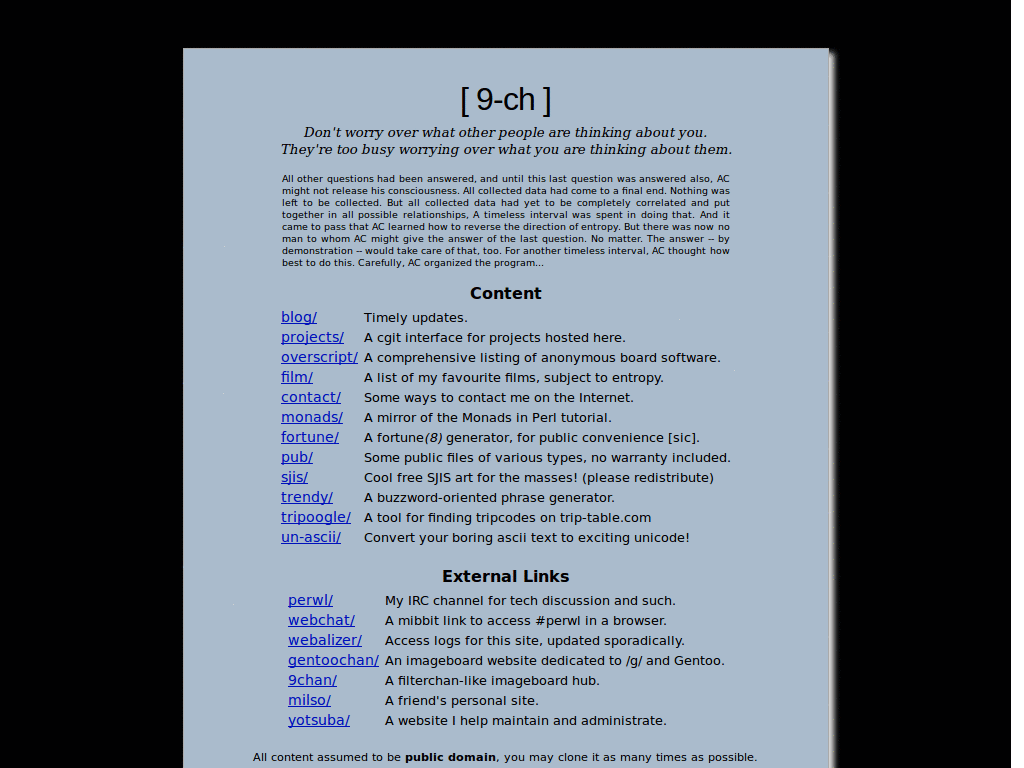 [ 9-ch ]
Don't worry over what other people are thinking about you.
They're too busy worrying over what you are thinking about them.
All other questions had been answered, and until this last question was answered also, AC
might not release his consciousness. All collected data had come to a final end. Nothing was
left to be collected. But all collected data had yet to be completely correlated and put
together in all possible relationships, A timeless interval was spent in doing that. And it
came to pass that AC learned how to reverse the direction of entropy. But there was now no
man to whom AC might give the answer of the last question. No matter. The answer -- by
demonstration -- would take care of that, too. For another timeless interval, AC thought how
best to do this. Carefully, AC organized the program...
Content
blog/ Timely updates.
projects/ A cgit interface for projects hosted here.
overscript/ A comprehensive listing of anonymous board software.
film/ A list of my favourite films, subject to entropy.
contact/ Some ways to contact me on the Internet.
monads/ A mirror of the Monads in Perl tutorial.
fortune/ A fortune(8) generator, for public convenience [sic].
pub/ Some public files of various types, no warranty included.
sjis/ Cool free SJIS art for the masses! (please redistribute)
trendy/ A buzzword-oriented phrase generator.
tripoogle/ A tool for finding tripcodes on trip-table.com
un-ascii/ Convert your boring ascii text to exciting unicode!
External Links
perwl/ My IRC channel for tech discussion and such.
webchat/ A mibbit link to access #perwl in a browser.
webalizer/ Access logs for this site, updated sporadically.
gentoochan/ An imageboard website dedicated to /g/ and Gentoo.
9chan/ A filterchan-like imageboard hub.
milso/ A friend's personal site.
yotsuba/ A website I help maintain and administrate.
All content assumed to be public domain, you may clone it as many times as possible.